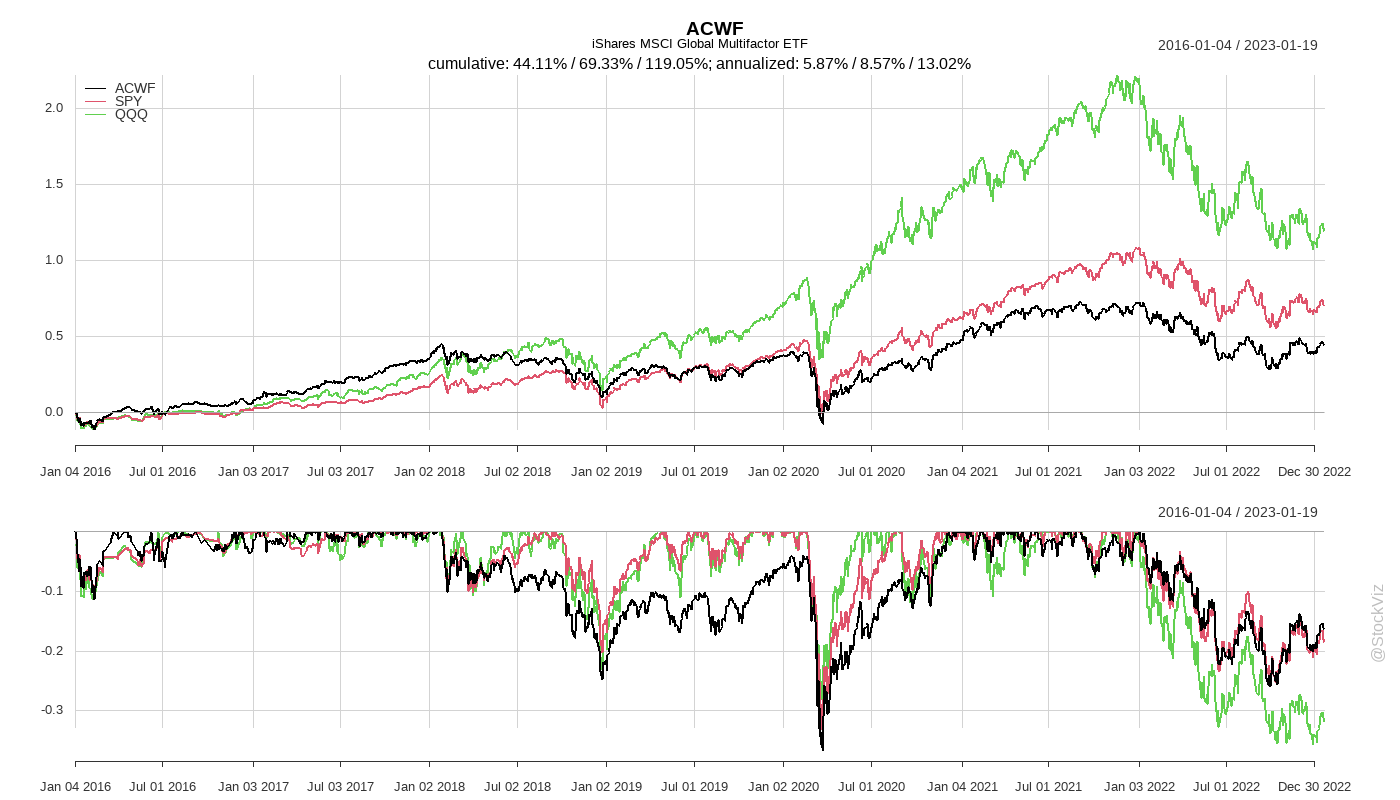 ACWF
iShares MSCI Global Multifactor ETF
2016-01-04 / 2023-01-19
cumulative: 44.11% / 69.33% / 119.05%; annualized: 5.87% / 8.57% / 13.02%
ACWF
SPY
QQQ
2.0
1.5
1.0
0.5
0.0
Jan 04 2016 Jul 01 2016 Jan 03 2017 Jul 03 2017 Jan 02 2018 Jul 02 2018 Jan 02 2019 Jul 01 2019 Jan 02 2020 Jul 01 2020 Jan 04 2021 Jul 01 2021 Jan 03 2022 Jul 01 2022 Dec 30 2022
2016-01-04 / 2023-01-19
-0.1
-0.2
-0.3
Jan 04 2016 Jul 01 2016 Jan 03 2017 Jul 03 2017 Jan 02 2018 Jul 02 2018 Jan 02 2019 Jul 01 2019 Jan 02 2020 Jul 01 2020 Jan 04 2021 Jul 01 2021 Jan 03 2022 Jul 01 2022 Dec 30 2022
@StockViz